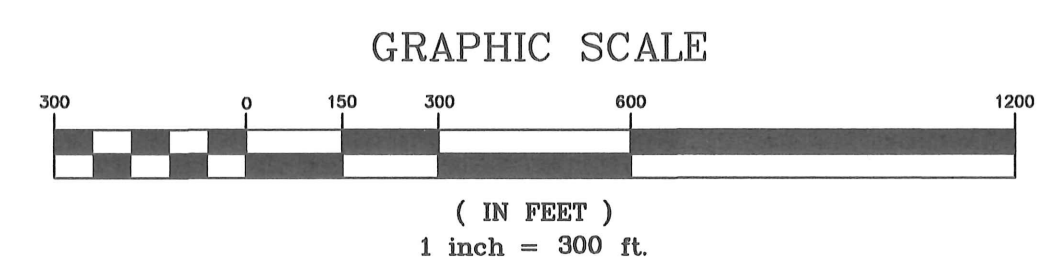 GRAPHIC SCALE
300 0 150 300 600 1200
( IN FEET )
1 inch = 300 ft.